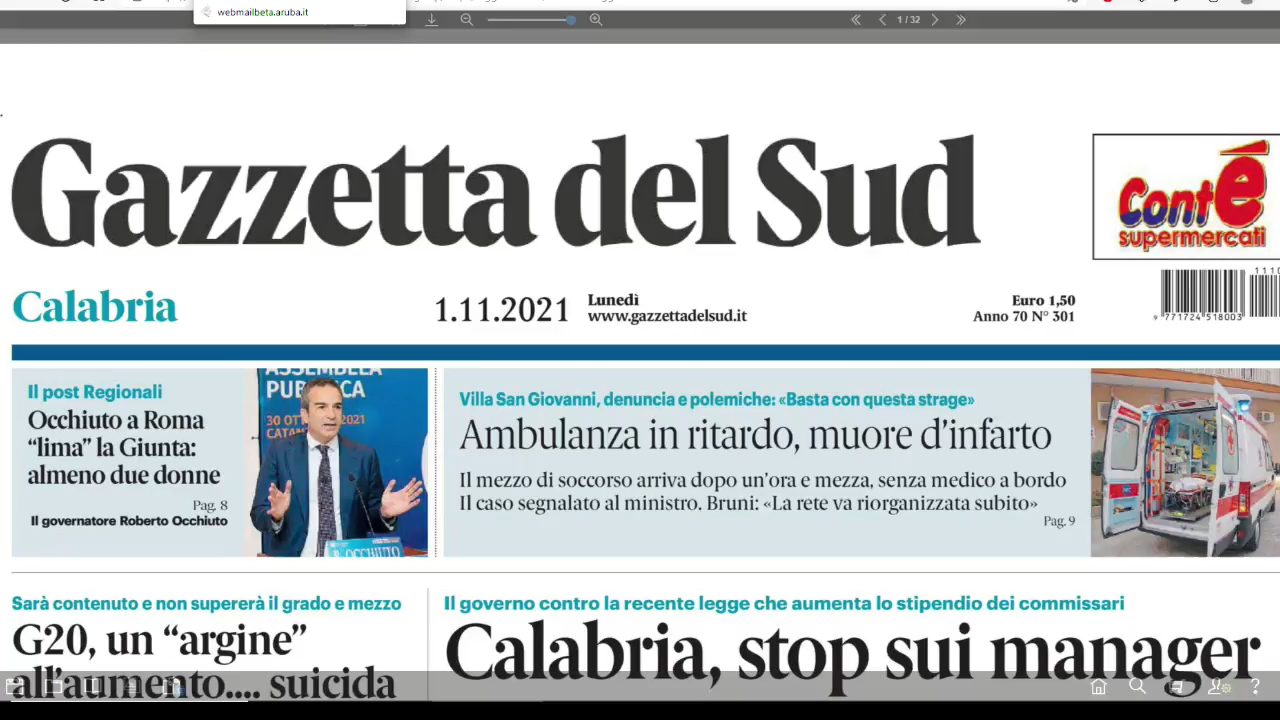 webmailbeta.aruba.it
1 / 32
Gazzetta del Sud
Contè
supermercati
Calabria
1.11.2021
Lunedì
www.gazzettadelsud.it
Euro 1,50
Anno 70 N° 301
9 771724 518003
Il post Regionali
Occhiuto a Roma
“lima” la Giunta:
almeno due donne
Pag. 8
Il governatore Roberto Occhiuto
ASSEMBLEA
Villa San Giovanni, denuncia e polemiche: «Basta con questa strage»
Ambulanza in ritardo, muore d’infarto
Il mezzo di soccorso arriva dopo un’ora e mezza, senza medico a bordo
Il caso segnalato al ministro. Bruni: «La rete va riorganizzata subito»
Pag. 9
Sarà contenuto e non supererà il grado e mezzo
G20, un “argine”
all’aumento.... suicida
Il governo contro la recente legge che aumenta lo stipendio dei commissari
Calabria, stop sui manager